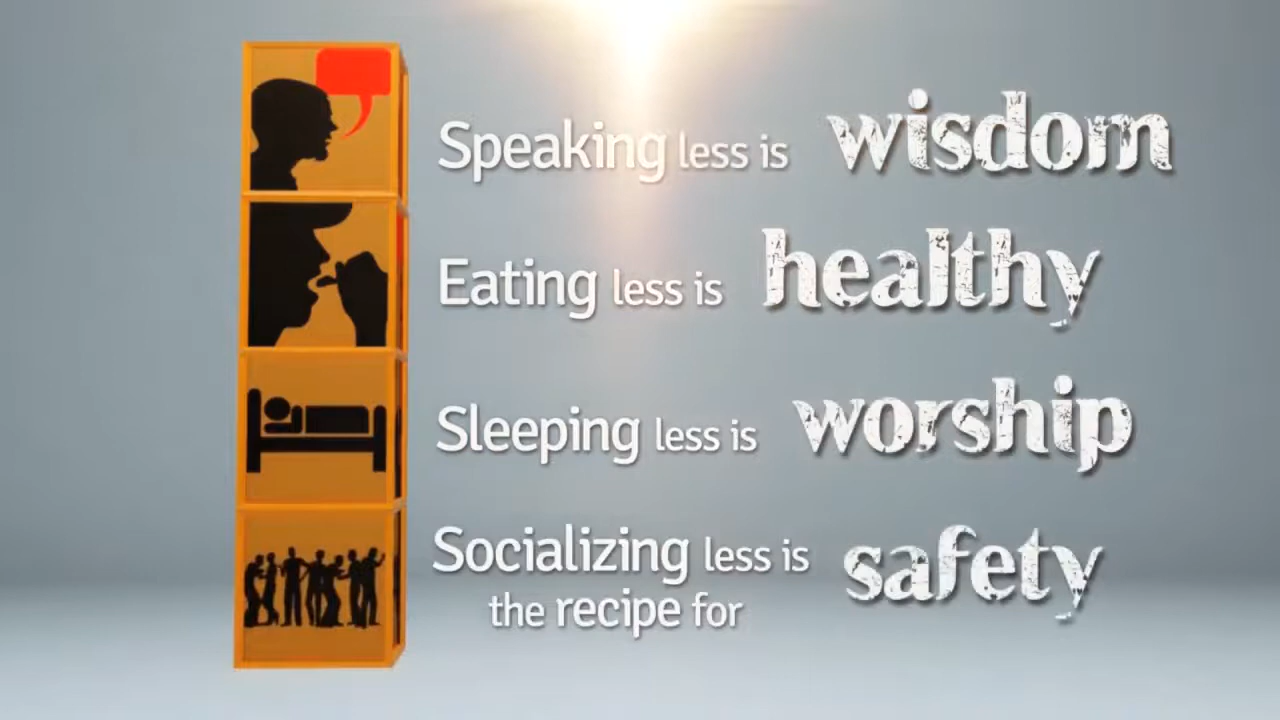 Speaking less is wisdom
Eating less is healthy
Sleeping less is worship
Socializing less is safety
the recipe for